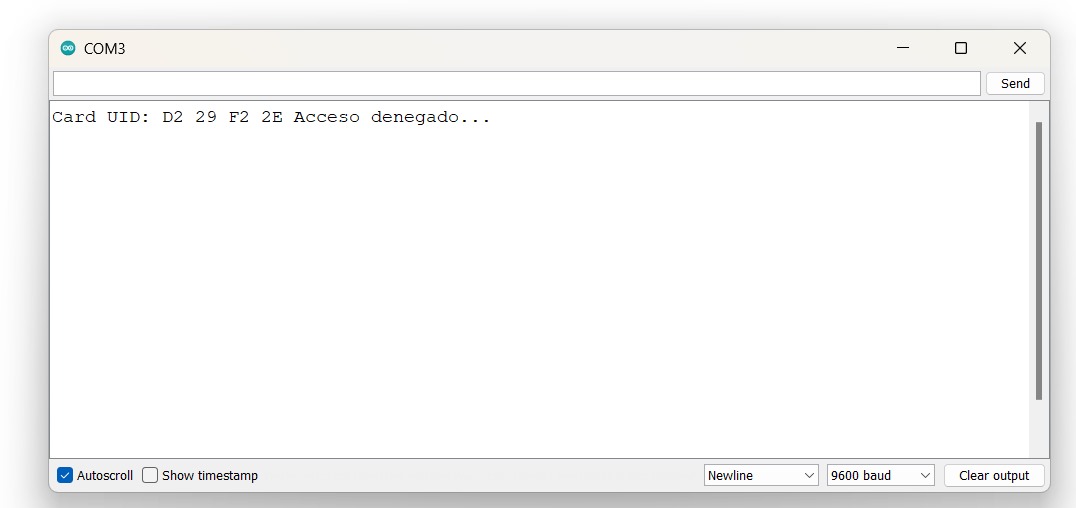 COM3
Send
Card UID: D2 29 F2 2E Acceso denegado...
Autoscroll Show timestamp Newline 9600 baud Clear output